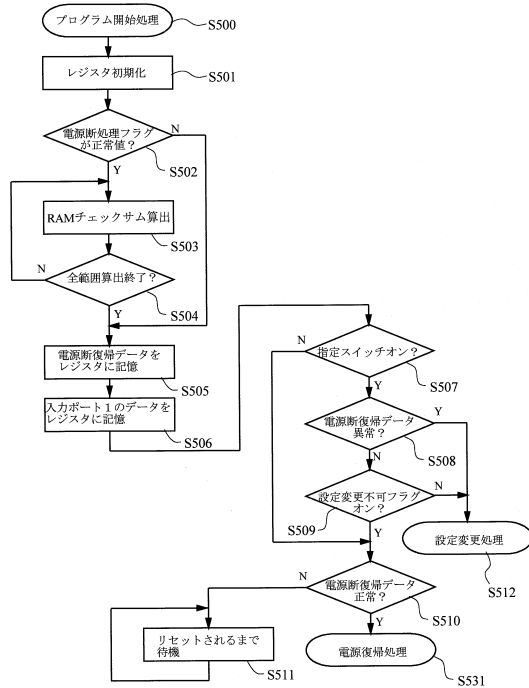 プログラム開始処理
S500
レジスタ初期化
S501
電源断処理フラグ
が正常値？
N
S502
Y
RAMチェックサム算出
S503
N
全範囲算出終了？
S504
Y
電源断復帰データを
レジスタに記憶
S505
入力ポート１のデータを
レジスタに記憶
S506
N
指定スイッチオン？
S507
Y
電源断復帰データ
異常？
Y
S508
N
設定変更不可フラグ
オン？
N
S509
Y
設定変更処理
S512
N
電源断復帰データ
正常？
S510
Y
リセットされるまで
待機
S511
電源復帰処理
S531